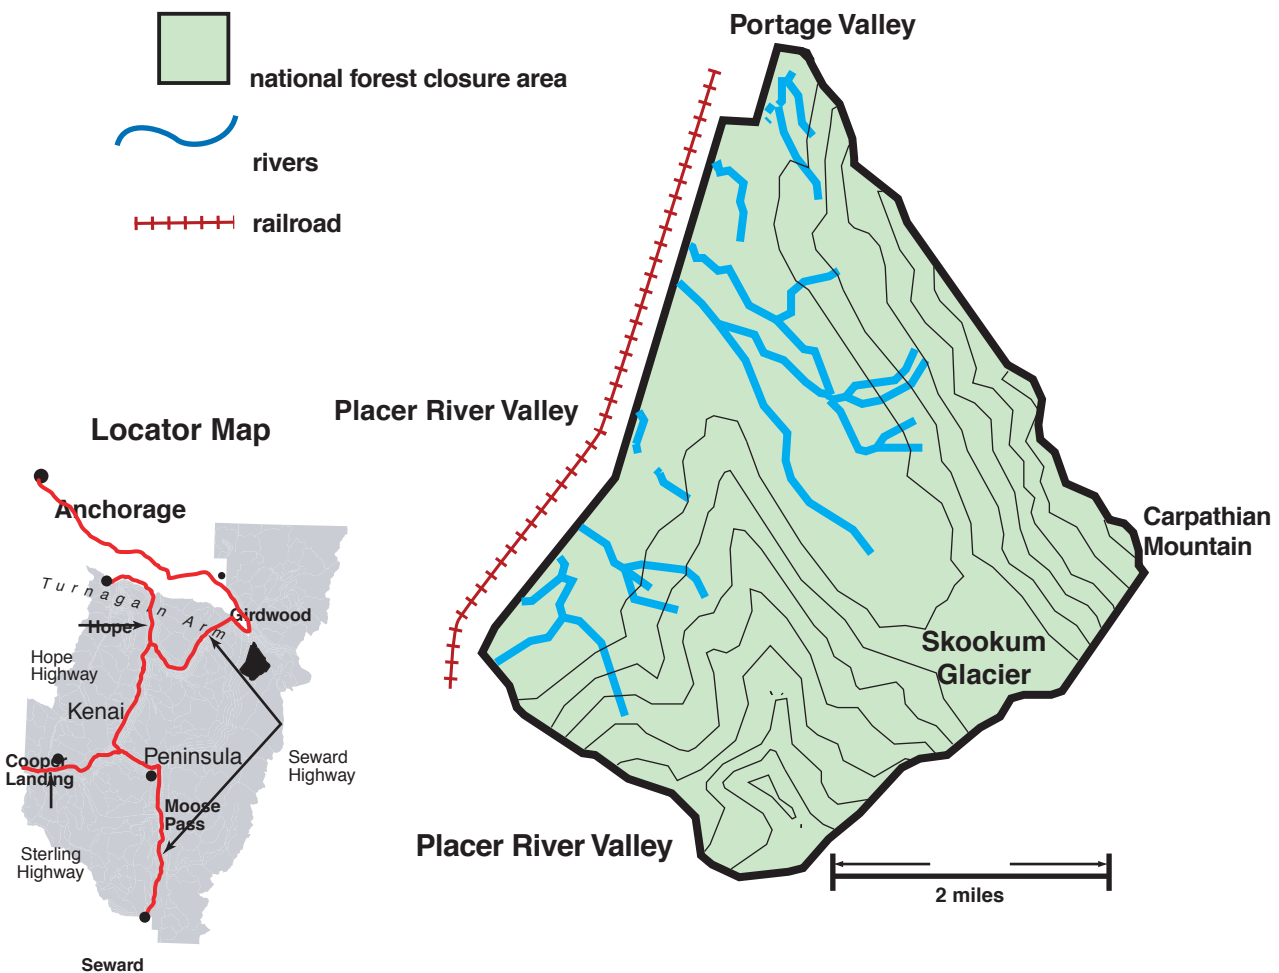 Portage Valley
national forest closure area
rivers
railroad
Placer River Valley
Locator Map
Anchorage
Turnagain Arm
Girdwood
Hope
Hope
Highway
Kenai
Peninsula
Cooper
Landing
Seward
Highway
Moose
Pass
Sterling
Highway
Seward
Carpathian
Mountain
Skookum
Glacier
Placer River Valley
2 miles